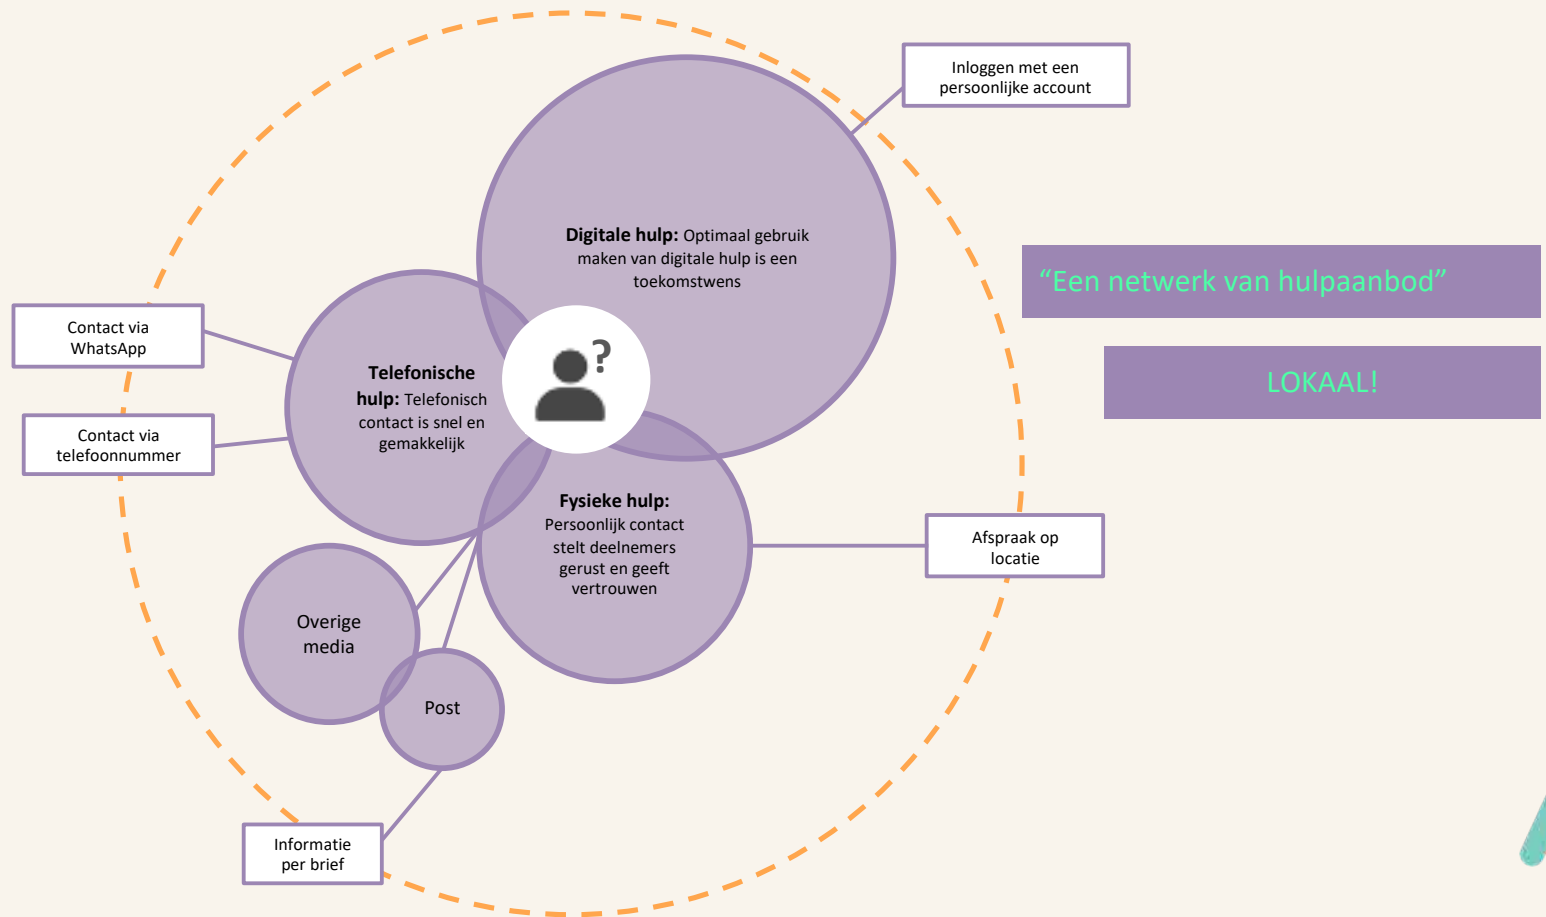 Inloggen met een
persoonlijke account
Digitale hulp: Optimaal gebruik
maken van digitale hulp is een
toekomstwens
"Een netwerk van hulpaanbod"
LOKAAL!
Contact via
WhatsApp
Contact via
telefoonnummer
?
Telefonische
hulp: Telefonisch
contact is snel en
gemakkelijk
Fysieke hulp:
Persoonlijk contact
stelt deelnemers
gerust en geeft
vertrouwen
Afspraak op
locatie
Overige
media
Post
Informatie
per brief